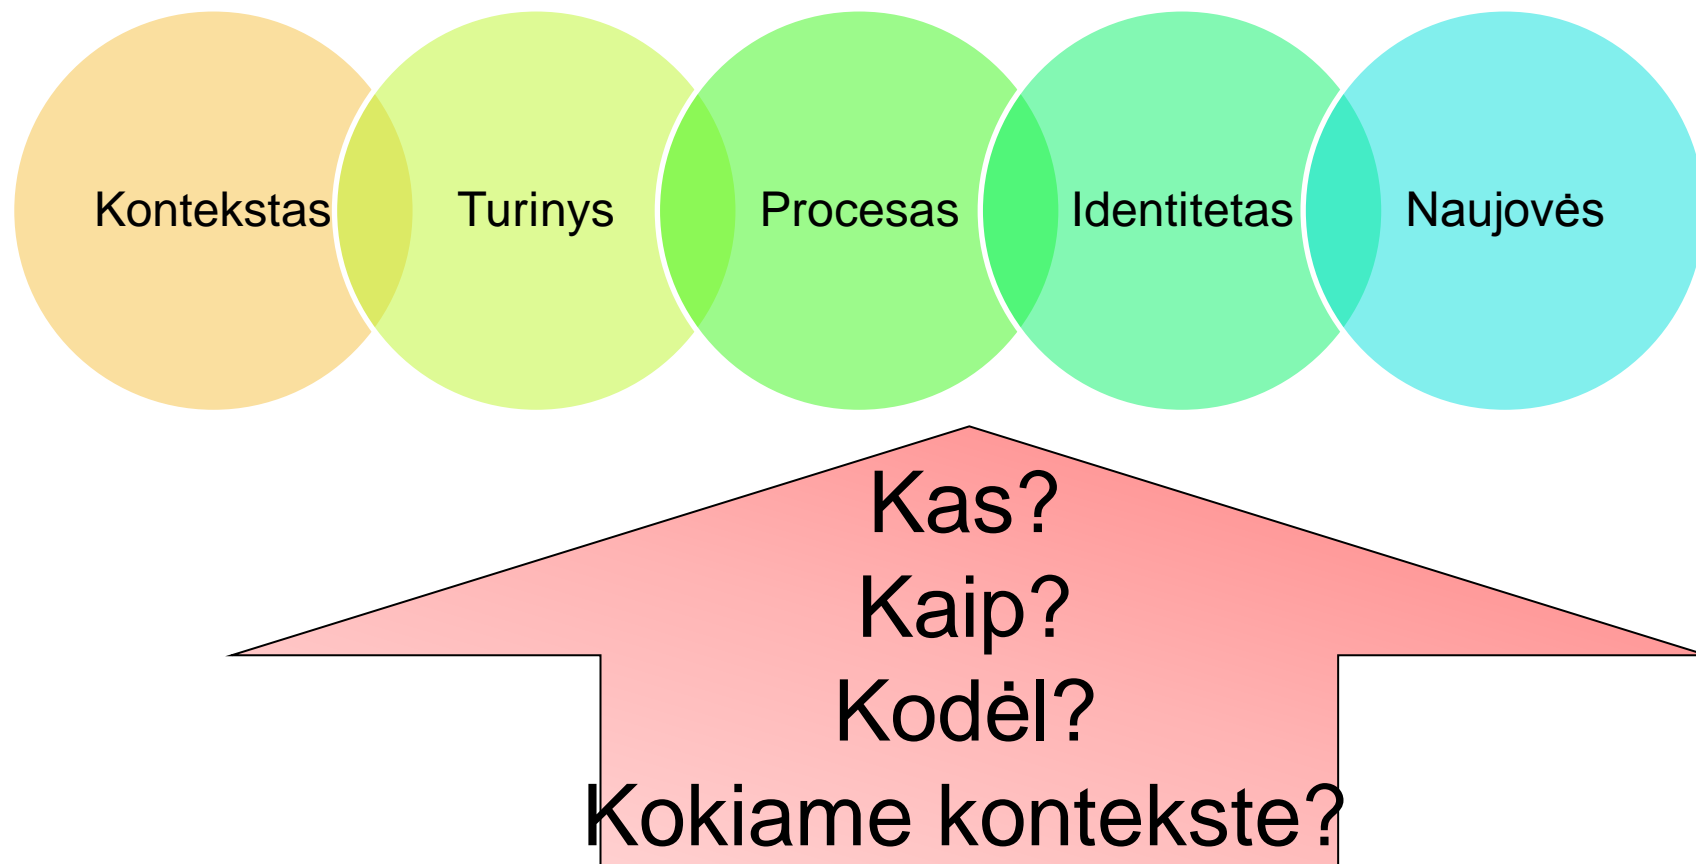 Kontekstas
Turinys
Procesas
Identitetas
Naujovės
Kas?
Kaip?
Kodėl?
Kokiame kontekste?